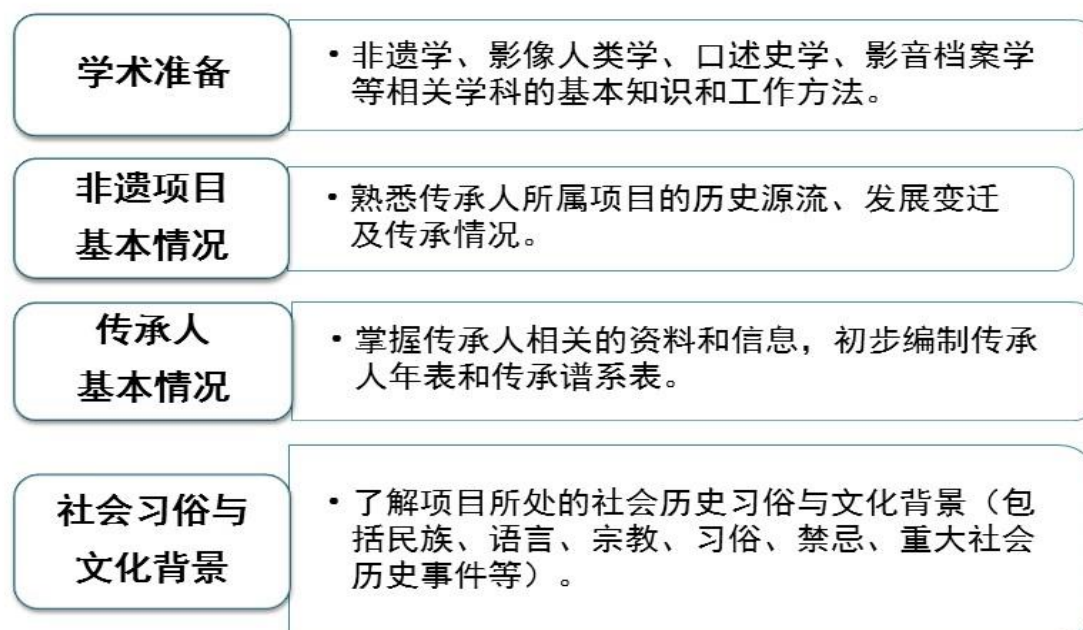 学术准备
• 非遗学、影像人类学、口述史学、影音档案学
等相关学科的基本知识和工作方法。
非遗项目
基本情况
• 熟悉传承人所属项目的历史源流、发展变迁
及传承情况。
传承人
基本情况
• 掌握传承人相关的资料和信息，初步编制传承
人年表和传承谱系表。
社会习俗与
文化背景
• 了解项目所处的社会历史习俗与文化背景（包
括民族、语言、宗教、习俗、禁忌、重大社会
历史事件等）。